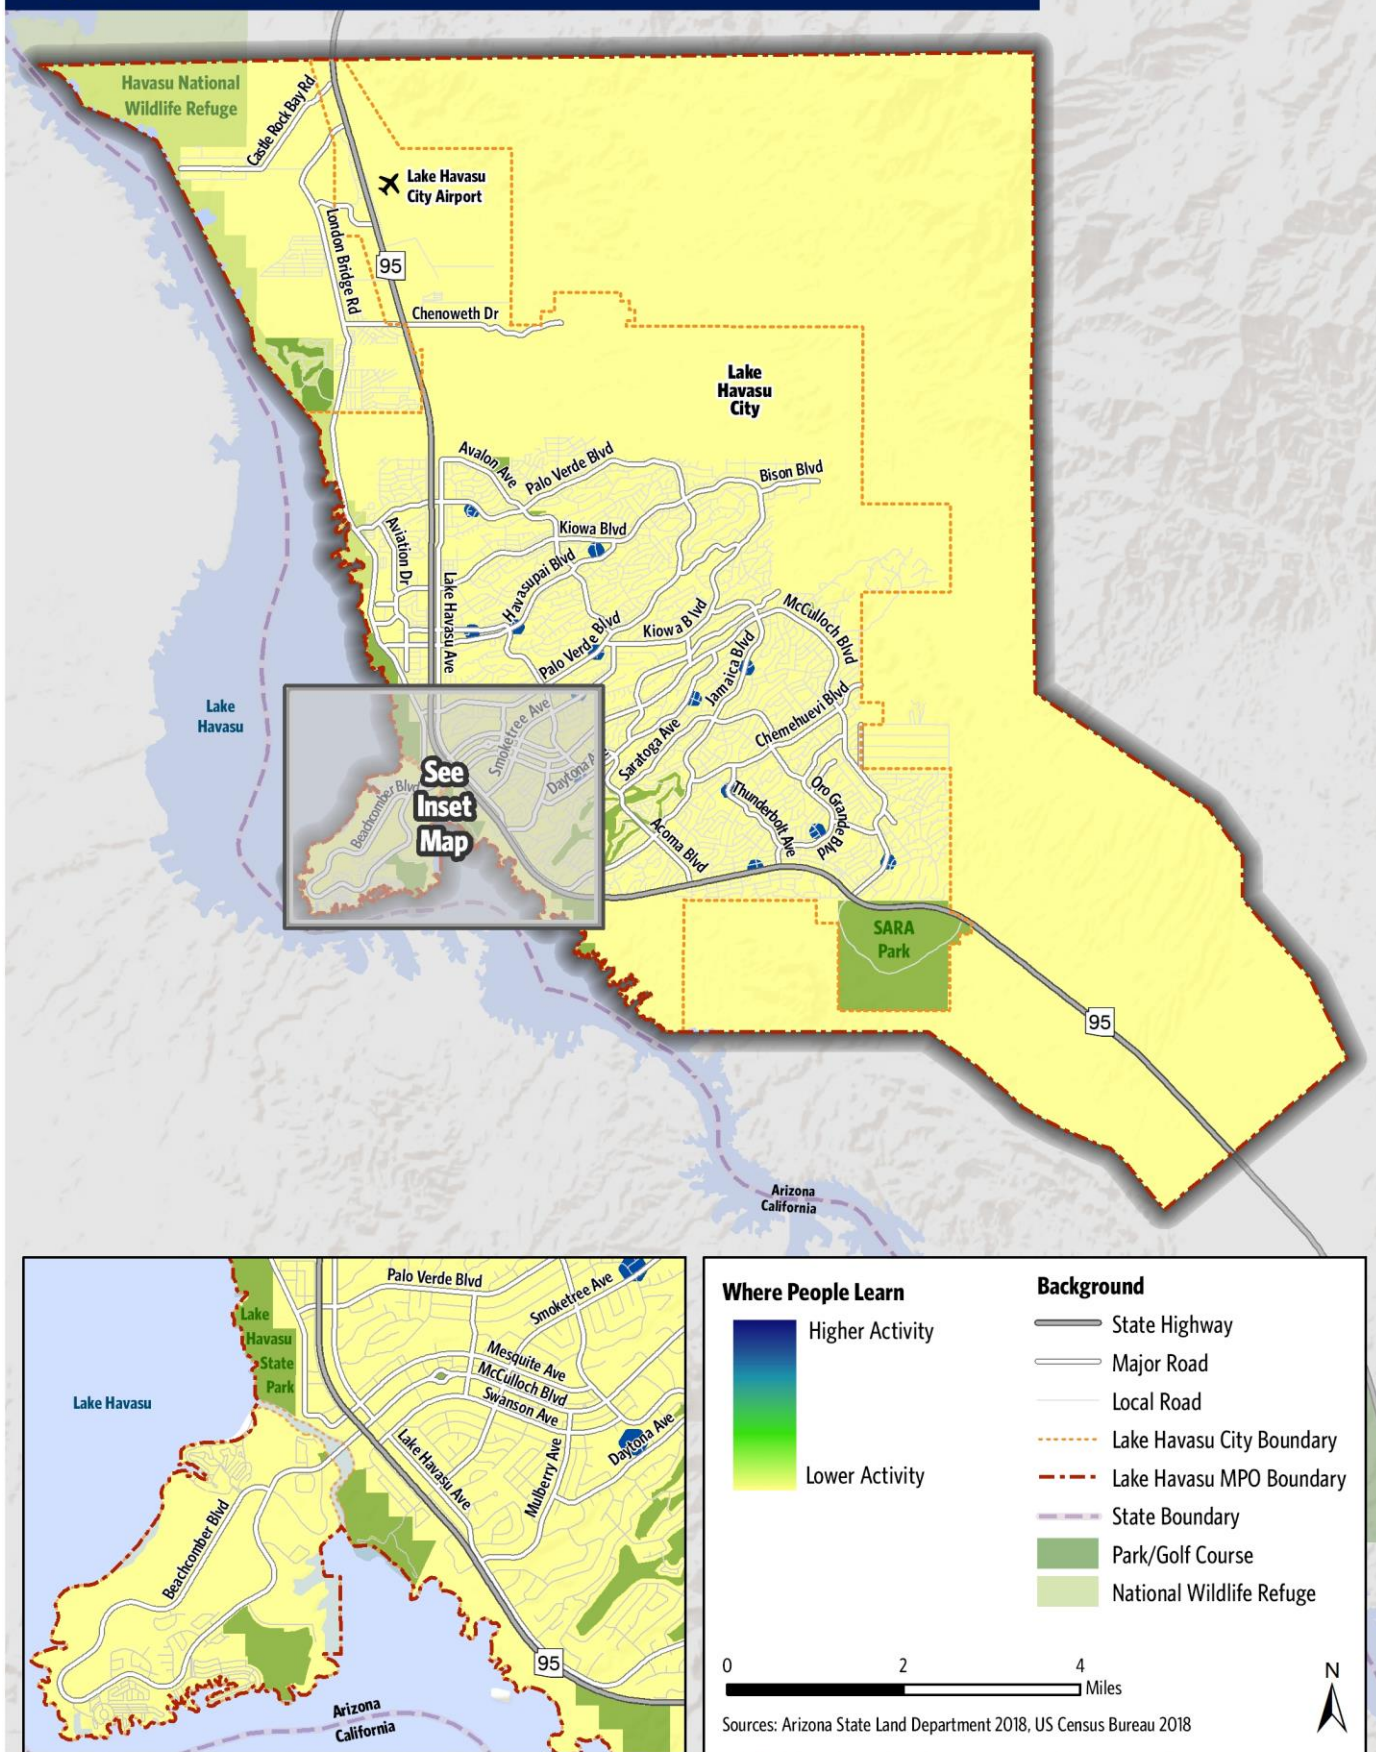 Havasu National
Wildlife Refuge
Castle Rock Bay Rd
Lake Havasu
City Airport
London Bridge Rd
95
Chenoweth Dr
Lake
Havasu
City
Avalon Ave
Palo Verde Blvd
Bison Blvd
Aviation Dr
Kiowa Blvd
Lake Havasu Ave
Havasupai Blvd
Palo Verde Blvd
Kiowa Blvd
McCulloch Blvd
Jamaica Blvd
Lake
Havasu
Smoketree Ave
Saratoga Ave
Chemehuevi Blvd
Daytona A
See
Inset
Map
Beachcomber Blvd
Thunderbolt Ave
Oro Grande Blvd
Acoma Blvd
SARA
Park
95
Arizona
California
Palo Verde Blvd
Smoketree Ave
Lake
Havasu
State
Park
Mesquite Ave
McCulloch Blvd
Swanson Ave
Lake Havasu
Lake Havasu Ave
Mulberry Ave
Daytona Ave
Beachcomber Blvd
95
Arizona
California
Where People Learn
Higher Activity
Lower Activity
Background
State Highway
Major Road
Local Road
Lake Havasu City Boundary
Lake Havasu MPO Boundary
State Boundary
Park/Golf Course
National Wildlife Refuge
0 2 4
Miles
N
Sources: Arizona State Land Department 2018, US Census Bureau 2018